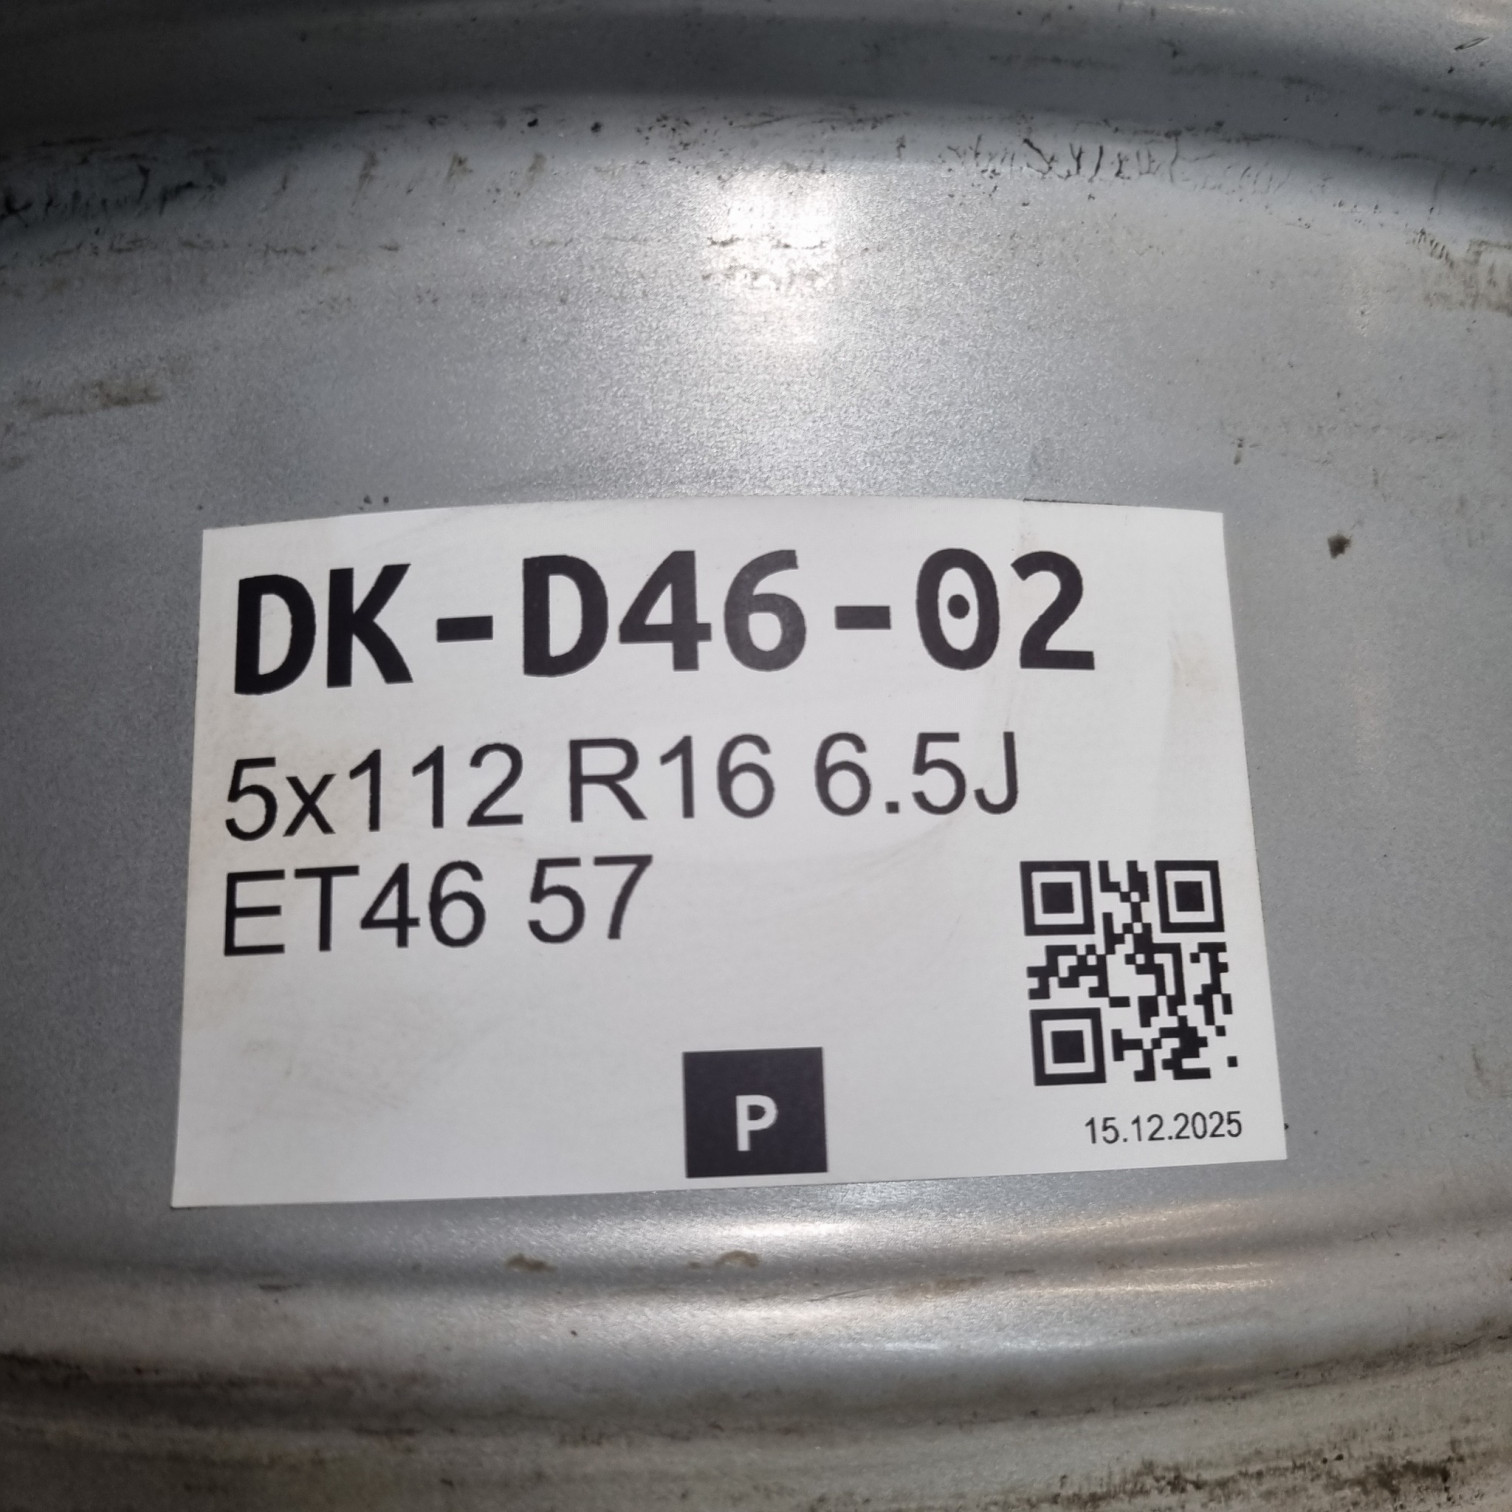 DK-D46-02
5x112 R16 6.5J
ET46 57
P
15.12.2025